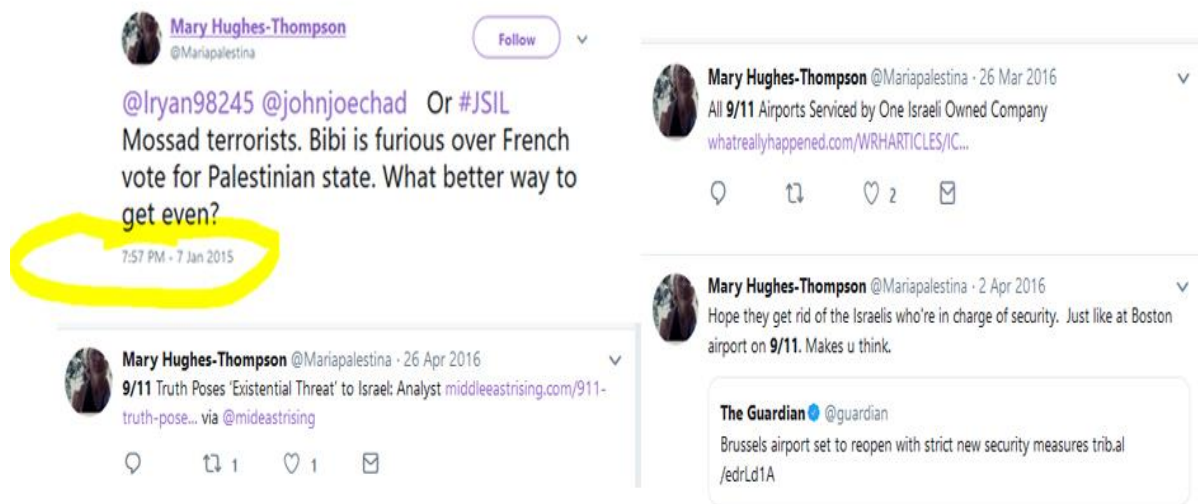 Mary Hughes-Thompson
@Mariapalestina
Follow
@lryan98245 @johnjoechad Or #JSIL
Mossad terrorists. Bibi is furious over French
vote for Palestinian state. What better way to
get even?
7:57 PM - 7 Jan 2015
Mary Hughes-Thompson @Mariapalestina · 26 Apr 2016
9/11 Truth Poses ‘Existential Threat’ to Israel: Analyst middleeastrising.com/911-
truth-pose... via @mideastrising
1 1
Mary Hughes-Thompson @Mariapalestina · 26 Mar 2016
All 9/11 Airports Serviced by One Israeli Owned Company
whatreallyhappened.com/WRHARTICLES/IC...
2
Mary Hughes-Thompson @Mariapalestina · 2 Apr 2016
Hope they get rid of the Israelis who're in charge of security. Just like at Boston
airport on 9/11. Makes u think.
The Guardian @guardian
Brussels airport set to reopen with strict new security measures trib.al
/edrLd1A